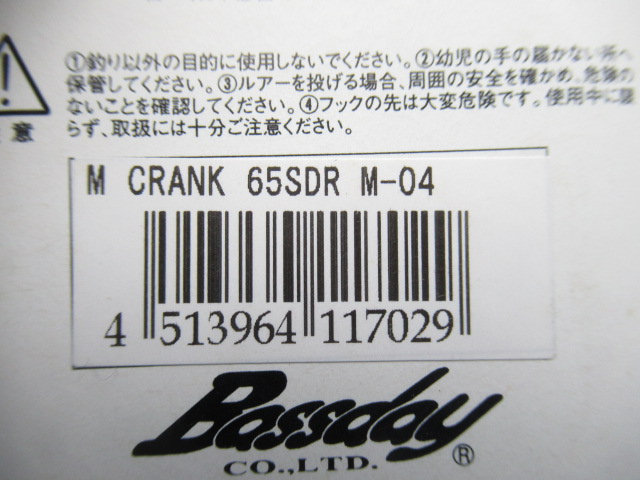 ①釣り以外の目的に使用しないでください。②幼児の手の届かない所へ
保管してください。③ルアーを投げる場合、周囲の安全を確かめ、危険の
ないことを確認してください。④フックの先は大変危険です。使用中に限
らず、取扱には十分ご注意ください。
意
M CRANK 65SDR M-04
4 513964 117029
Bassday
CO.,LTD. ®